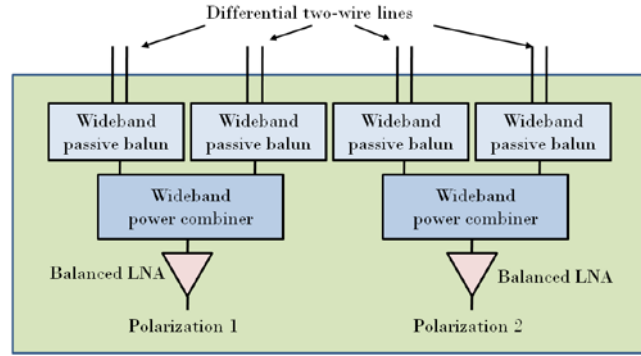 Differential two-wire lines
Wideband
passive balun
Wideband
passive balun
Wideband
passive balun
Wideband
passive balun
Wideband
power combiner
Wideband
power combiner
Balanced LNA
Balanced LNA
Polarization 1
Polarization 2